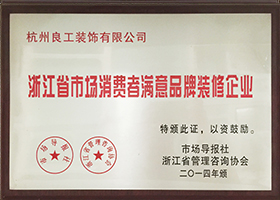 杭州良工装饰有限公司
浙江省市场消费者满意品牌装修企业
特颁此证，以资鼓励。
市场导报社
浙江省管理咨询协会
二〇一四年颁